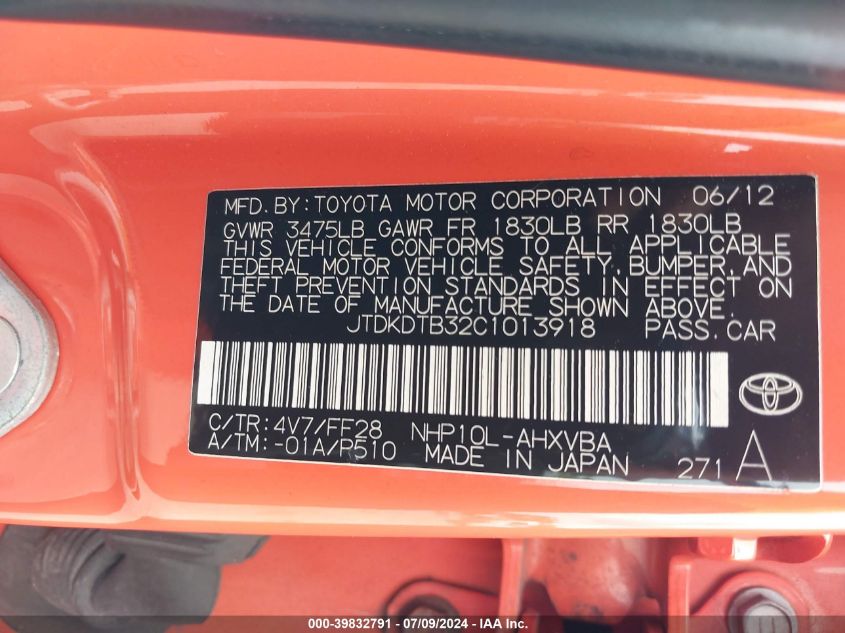 MFD.BY:TOYOTA MOTOR CORPORATION 06/12
GVWR 3475LB GAWR FR 1830LB RR 1830LB
THIS VEHICLE CONFORMS TO ALL APPLICABLE
FEDERAL MOTOR VEHICLE SAFETY,BUMPER,AND
THEFT PREVENTION STANDARDS IN EFFECT ON
THE DATE OF MANUFACTURE SHOWN ABOVE.
JTDKDTB32C1013918 PASS.CAR
C/TR:4V7/FF28 NHP10L-AHXVBA
A/TM:-01A/P510 MADE IN JAPAN 271 A
000-39832791 / 07/09/2024 - IAA Inc.